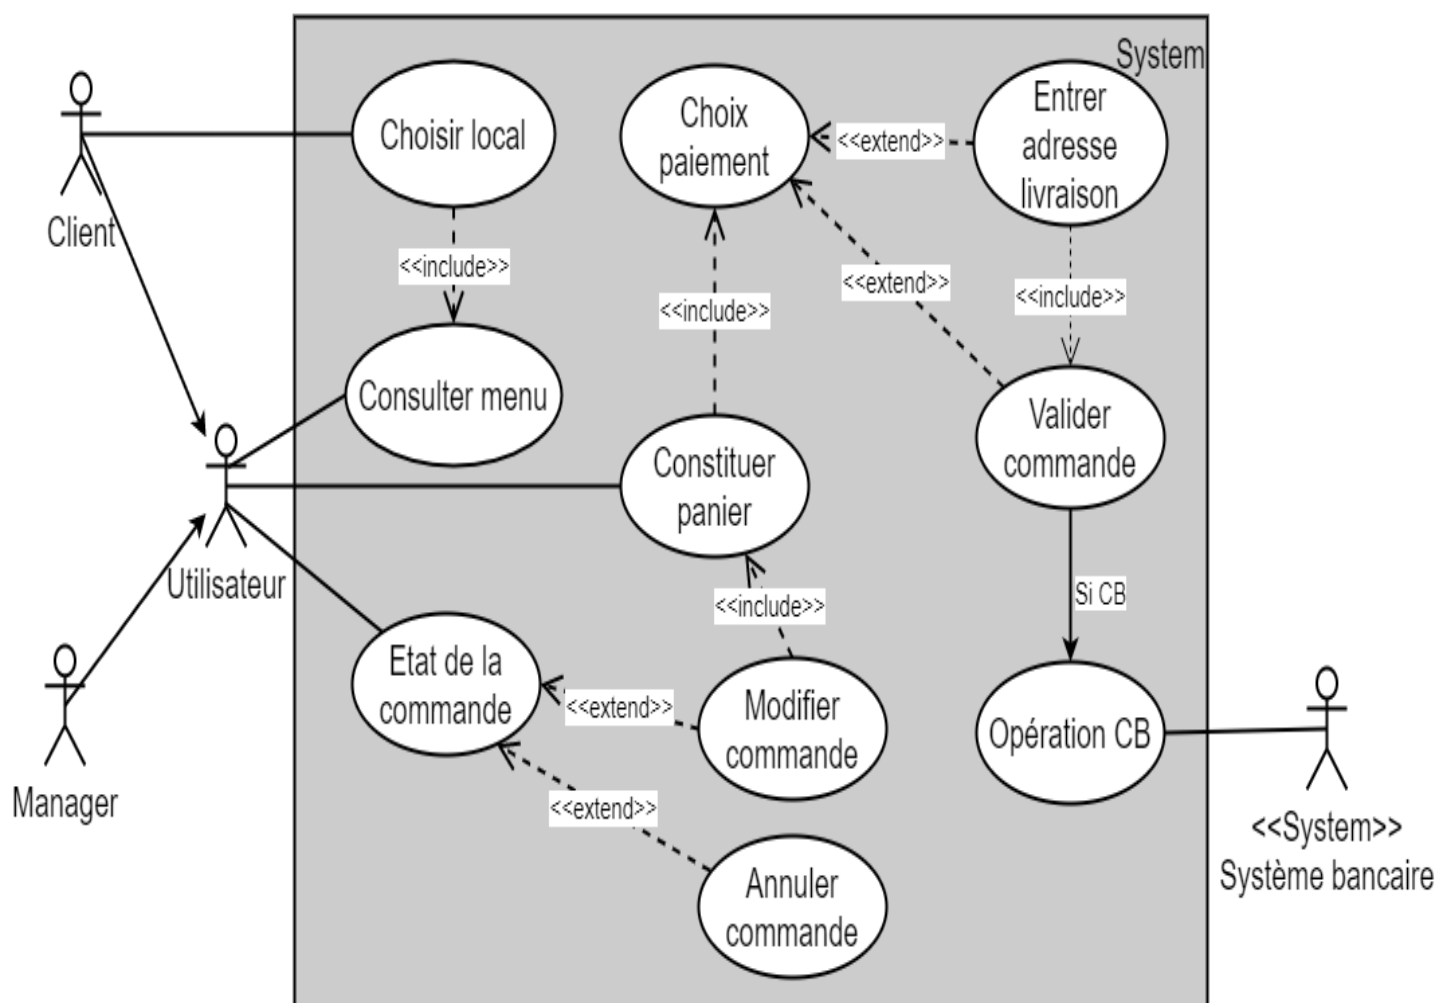 System
Client
Choisir local
Choix
paiement
<<extend>>
Entrer
adresse
livraison
<<include>>
<<include>>
<<extend>>
<<include>>
Consulter menu
Constituer
panier
Valider
commande
Utilisateur
<<include>>
Si CB
Etat de la
commande
<<extend>>
Modifier
commande
Opération CB
Manager
<<extend>>
Annuler
commande
<<System>>
Système bancaire